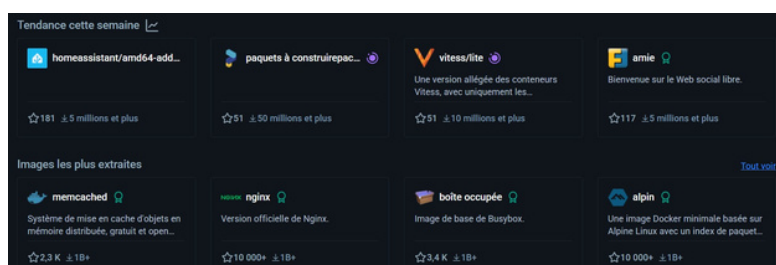 Tendance cette semaine
homeassistant/amd64-add...
paquets à construirepac...
vitess/lite
amie
Une version allégée des conteneurs
Vitess, avec uniquement les...
Bienvenue sur le Web social libre.
181 5 millions et plus
51 50 millions et plus
51 10 millions et plus
117 5 millions et plus
Images les plus extraites
Tout voir
memcached
NGINX nginx
boîte occupée
alpin
Système de mise en cache d'objets en
mémoire distribuée, gratuit et open...
Version officielle de Nginx.
Image de base de Busybox.
Une image Docker minimale basée sur
Alpine Linux avec un index de paquet...
2,3 K 1B+
10 000+ 1B+
3,4 K 1B+
10 000+ 1B+